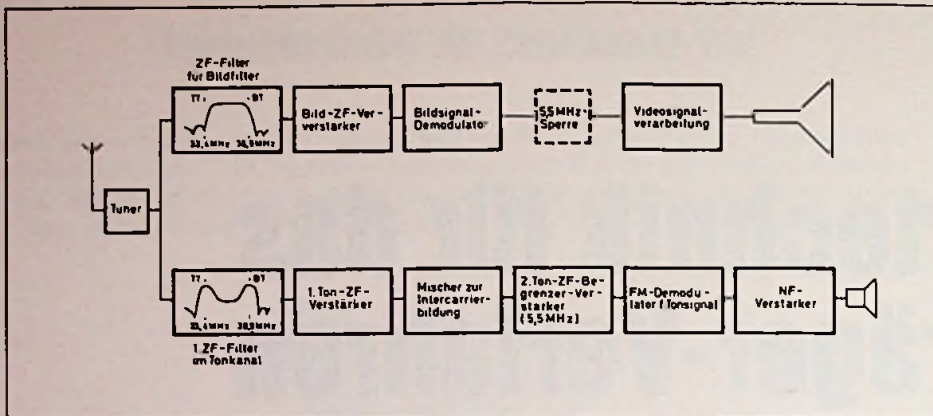 ZF-Filter
für Bildfilter
TT
BT
33,4MHz
38,9MHz
Bild-ZF-Ver-
verstärker
Bildsignal-
Demodulator
5,5MHz-
Sperre
Videosignal-
verarbeitung
Tuner
TT
BT
33,4MHz
38,9MHz
1.ZF-Filter
im Tonkanal
1.Ton-ZF-
Verstärker
Mischer zur
Intercarrier-
bildung
2.Ton-ZF-Be-
grenzer-Ver-
stärker
(5,5MHz)
FM-Demodu-
lator f.Tonsignal
NF-
Verstärker